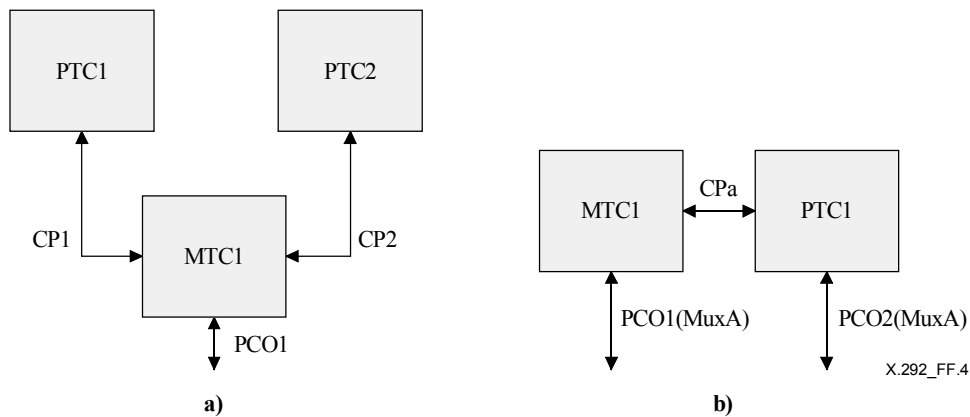 PTC1
PTC2
CP1
MTC1
CP2
PCO1
a)
MTC1
CPa
PTC1
PCO1(MuxA)
PCO2(MuxA)
X.292_FF.4
b)